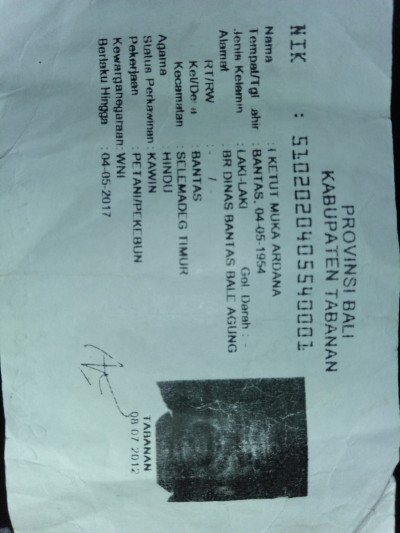 PROVINSI BALI
KABUPATEN TABANAN
NIK : 5102020405540001
Nama : I KETUT MUKA ARDANA
Tempat/Tgl Lahir : BANTAS, 04-05-1954
Jenis Kelamin : LAKI-LAKI Gol. Darah : -
Alamat : BR DINAS BANTAS BALE AGUNG
RT/RW : - / -
Kel/Desa : BANTAS
Kecamatan : SELEMADEG TIMUR
Agama : HINDU
Status Perkawinan : KAWIN
Pekerjaan : PETANI/PEKEBUN
Kewarganegaraan : WNI
Berlaku Hingga : 04-05-2017
TABANAN
08-07-2012